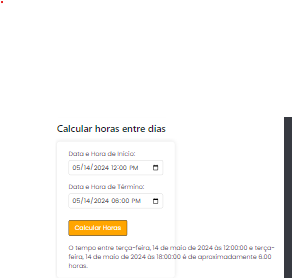 Calcular horas entre dias
Data e Hora de Início:
05/14/2024 12:00 PM
Data e Hora de Término:
05/14/2024 06:00 PM
Calcular Horas
O tempo entre terça-feira, 14 de maio de 2024 às 12:00:00 e terça-
feira, 14 de maio de 2024 às 18:00:00 é de aproximadamente 6.00
horas.